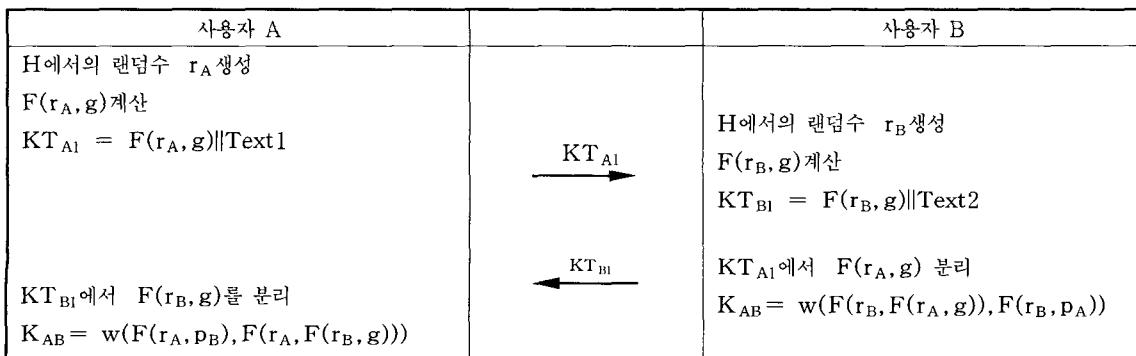 사용자 A
사용자 B
H에서의 랜덤수 r_A생성
F(r_A,g)계산
KT_A1 = F(r_A,g)||Text1
KT_A1
H에서의 랜덤수 r_B생성
F(r_B,g)계산
KT_B1 = F(r_B,g)||Text2
KT_B1
KT_A1에서 F(r_A,g) 분리
K_AB= w(F(r_B,F(r_A,g)),F(r_B,p_A))
KT_B1에서 F(r_B,g)를 분리
K_AB= w(F(r_A,p_B),F(r_A,F(r_B,g)))